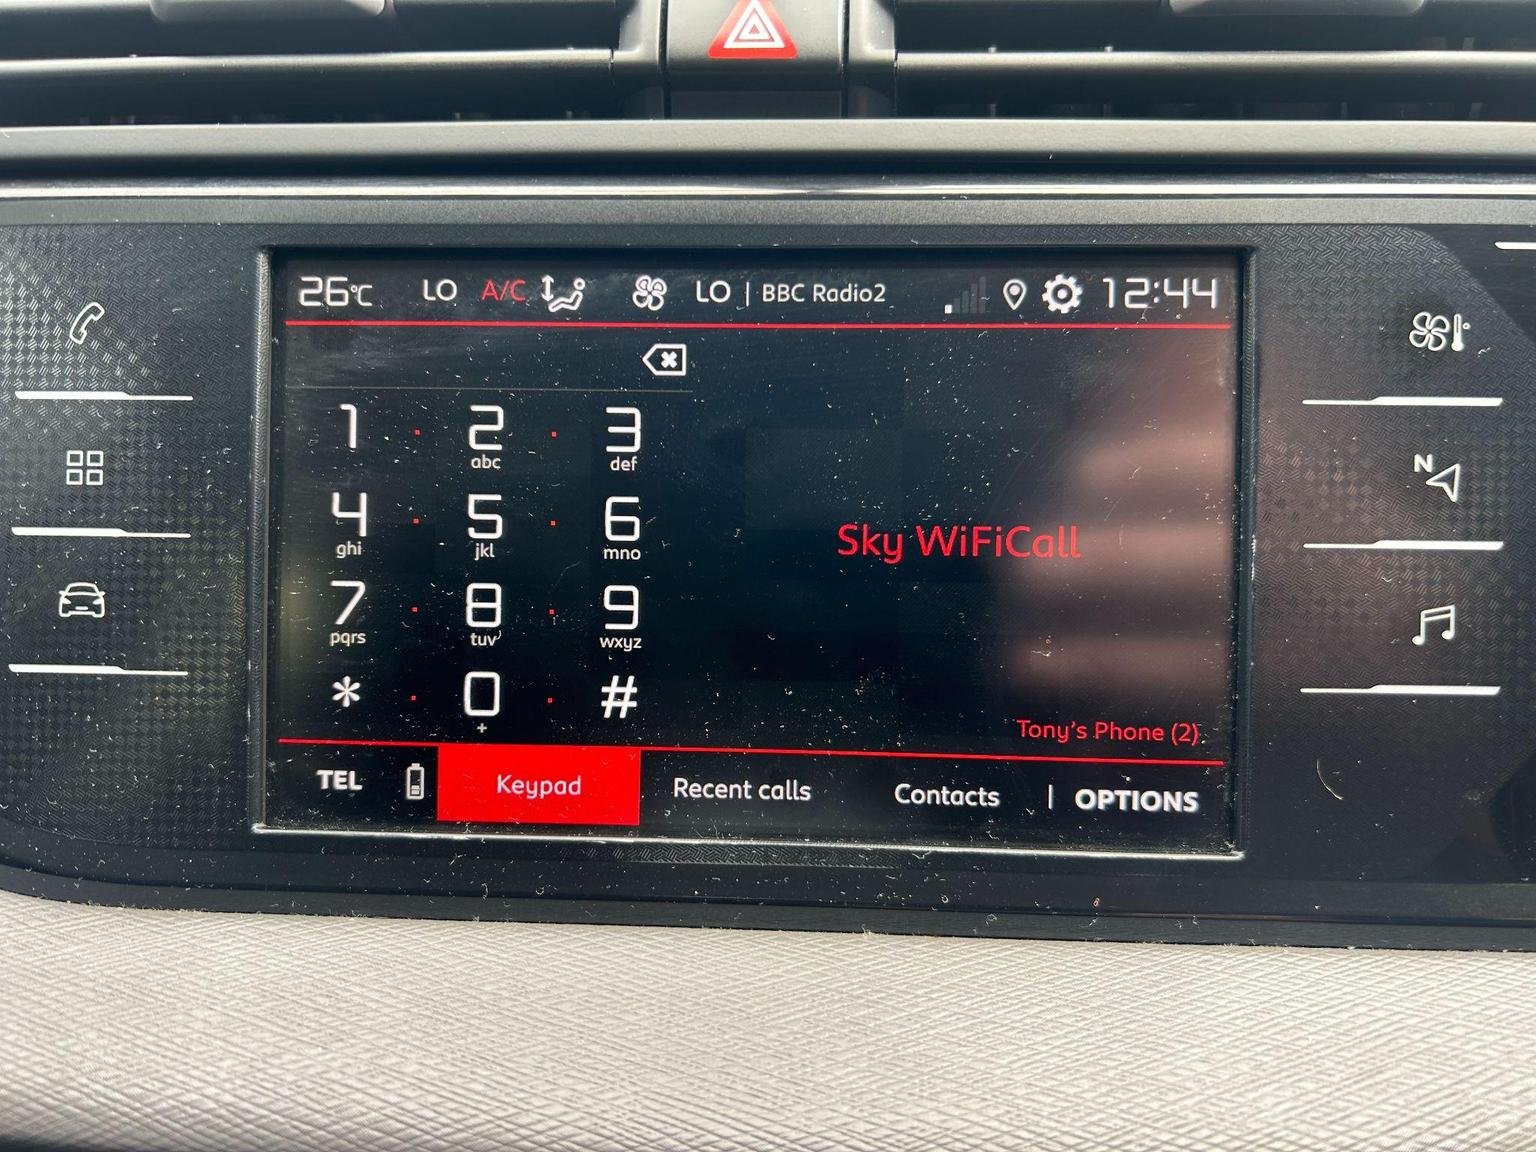 26°C LO A/C LO | BBC Radio2 12:44
1 2 3
abc def
4 5 6
ghi jkl mno
7 8 9
pqrs tuv wxyz
* 0 #
+
Sky WiFiCall
Tony's Phone (2)
TEL Keypad Recent calls Contacts | OPTIONS
N